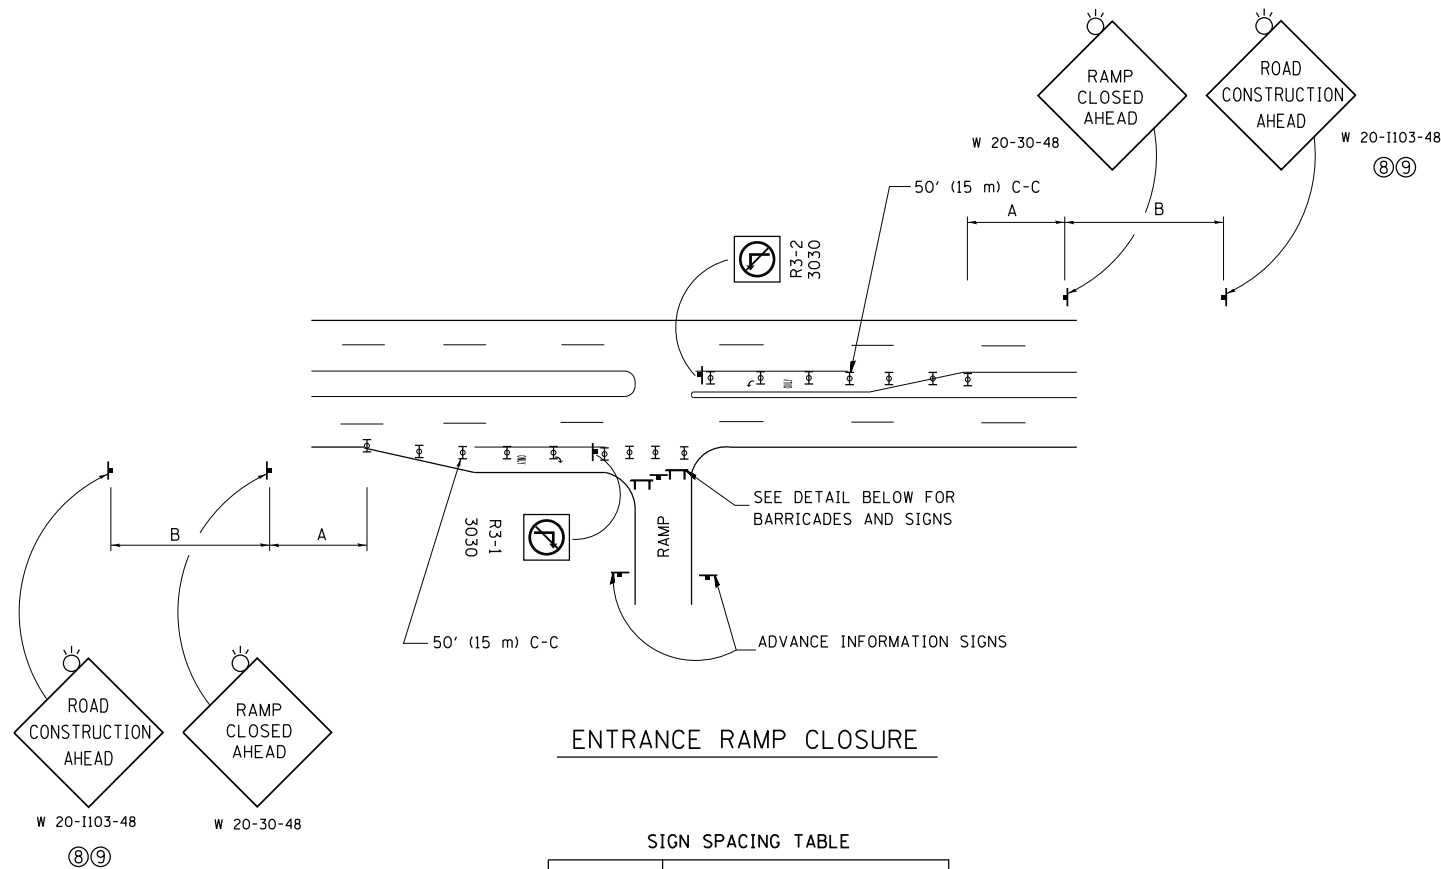 RAMP
CLOSED
AHEAD
ROAD
CONSTRUCTION
AHEAD
W 20-30-48
W 20-I103-48
⑧⑨
50' (15 m) C-C
A
B
R3-2
3030
ONLY
ONLY
SEE DETAIL BELOW FOR
BARRICADES AND SIGNS
B
A
R3-1
3030
RAMP
50' (15 m) C-C
ADVANCE INFORMATION SIGNS
ROAD
CONSTRUCTION
AHEAD
RAMP
CLOSED
AHEAD
W 20-I103-48
W 20-30-48
⑧⑨
ENTRANCE RAMP CLOSURE
SIGN SPACING TABLE